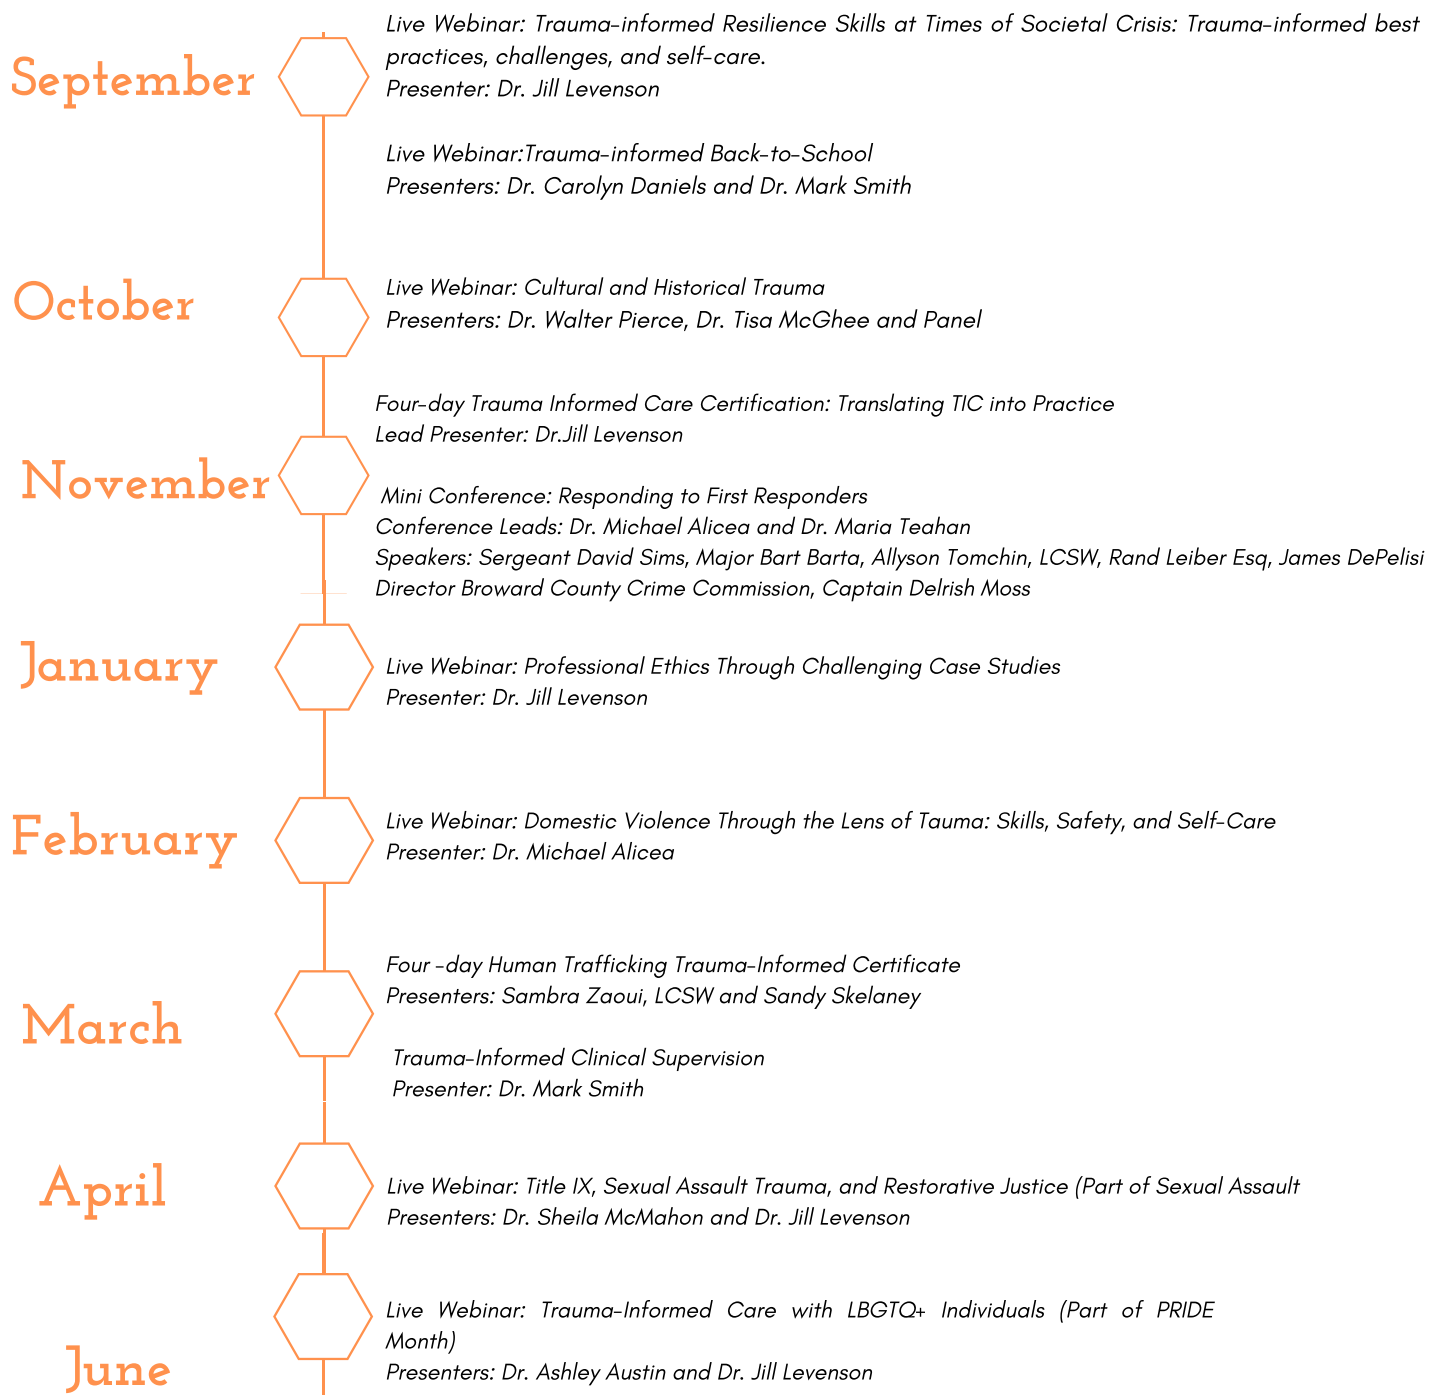 September
Live Webinar: Trauma-informed Resilience Skills at Times of Societal Crisis: Trauma-informed best
practices, challenges, and self-care.
Presenter: Dr. Jill Levenson
Live Webinar:Trauma-informed Back-to-School
Presenters: Dr. Carolyn Daniels and Dr. Mark Smith
October
Live Webinar: Cultural and Historical Trauma
Presenters: Dr. Walter Pierce, Dr. Tisa McGhee and Panel
November
Four-day Trauma Informed Care Certification: Translating TIC into Practice
Lead Presenter: Dr.Jill Levenson
Mini Conference: Responding to First Responders
Conference Leads: Dr. Michael Alicea and Dr. Maria Teahan
Speakers: Sergeant David Sims, Major Bart Barta, Allyson Tomchin, LCSW, Rand Leiber Esq, James DePelisi
Director Broward County Crime Commission, Captain Delrish Moss
January
Live Webinar: Professional Ethics Through Challenging Case Studies
Presenter: Dr. Jill Levenson
February
Live Webinar: Domestic Violence Through the Lens of Tauma: Skills, Safety, and Self-Care
Presenter: Dr. Michael Alicea
March
Four -day Human Trafficking Trauma-Informed Certificate
Presenters: Sambra Zaoui, LCSW and Sandy Skelaney
Trauma-Informed Clinical Supervision
Presenter: Dr. Mark Smith
April
Live Webinar: Title IX, Sexual Assault Trauma, and Restorative Justice (Part of Sexual Assault
Presenters: Dr. Sheila McMahon and Dr. Jill Levenson
June
Live Webinar: Trauma-Informed Care with LBGTQ+ Individuals (Part of PRIDE
Month)
Presenters: Dr. Ashley Austin and Dr. Jill Levenson